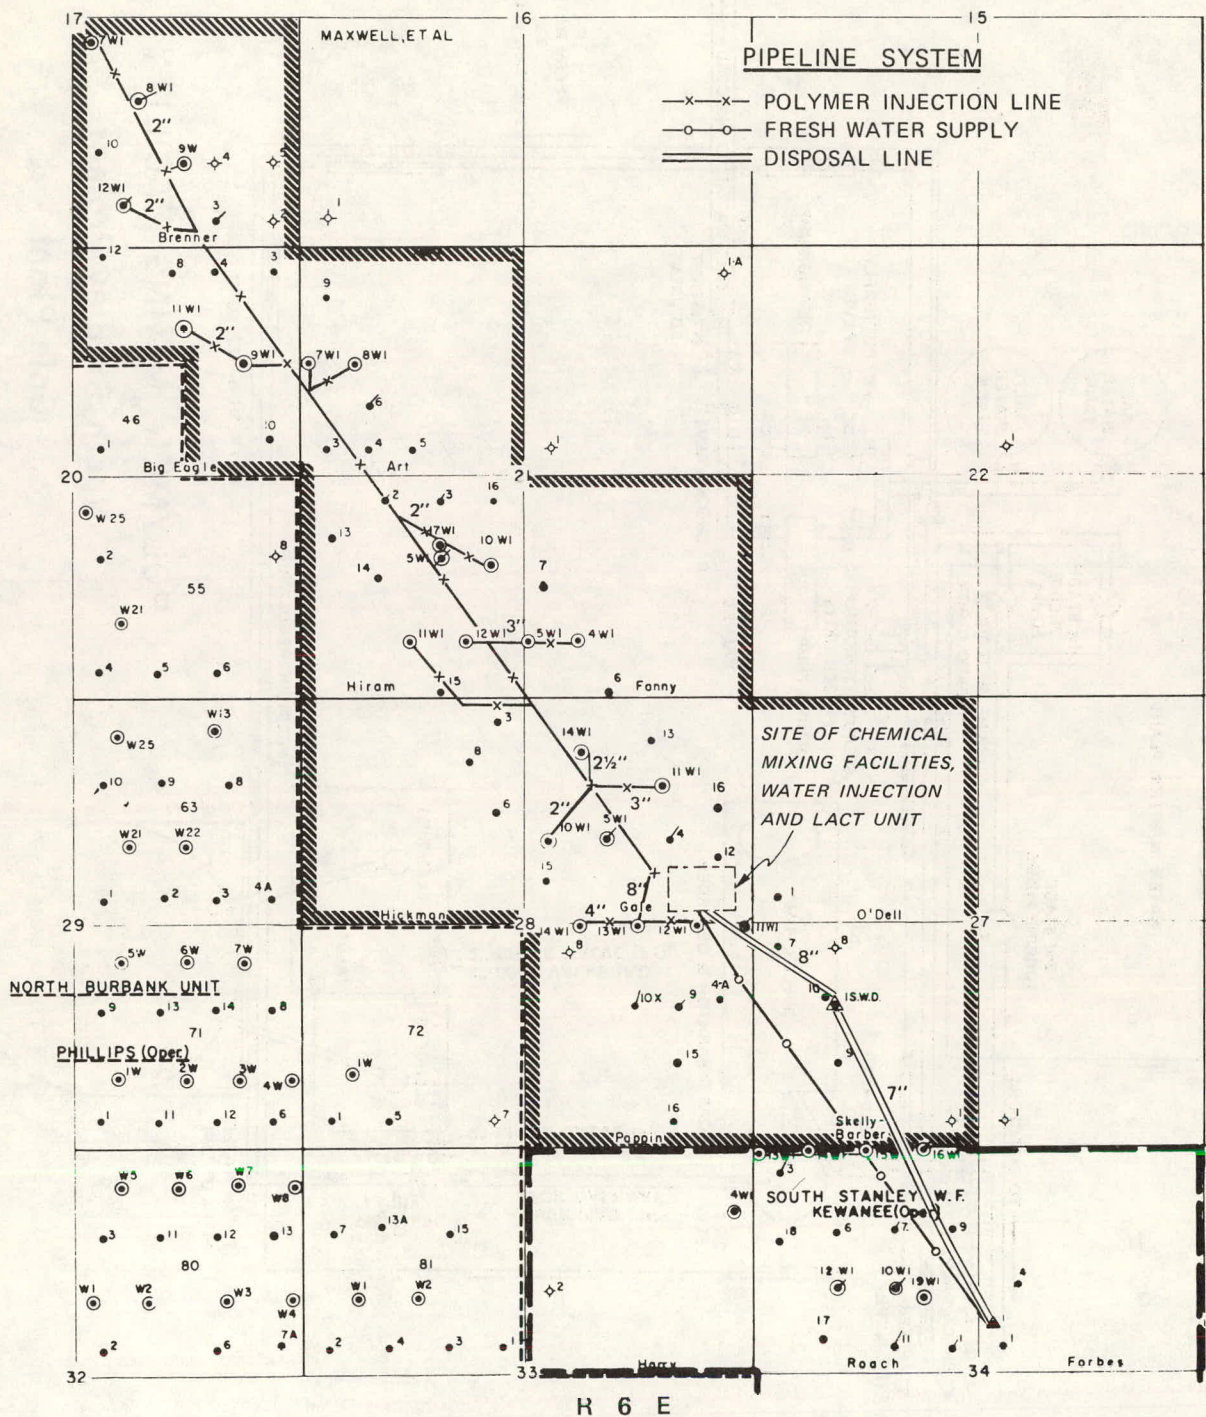 17 16 15
MAXWELL, ET AL
PIPELINE SYSTEM
—x—x— POLYMER INJECTION LINE
—o—o— FRESH WATER SUPPLY
DISPOSAL LINE
7WI
8WI
2"
10 9W 4 5
12WI 2" 3 2 1
Brenner
12 8 4 3 9 1-A
11WI
2"
9WI 7WI 8WI
6
46
10
1 3 4 5 1 1
Big Eagle Art
20 21 22
2 3 16
W25 2"
13 17WI
2 8 5WI 10WI
55 14 7
W21
3"
11WI 12WI 5WI 4WI
4 5 6 15 6
Hiram Fanny
W13 3
W25 14WI 13
SITE OF CHEMICAL
MIXING FACILITIES,
WATER INJECTION
AND LACT UNIT
8 2½" 11WI
10 9 8 3" 16
63 6 2"
W21 W22 10WI 5WI 4
12
15
1 2 3 4A 8" 1
Hickman Gale O'Dell
4"
29 28 27
14WI 13WI 12WI 11WI
5W 6W 7W 8 7 8
8"
NORTH BURBANK UNIT
4-A 10 1S.W.D.
9 13 14 8 10X 9
71 72
PHILLIPS (Oper)
15 9
1W 2W 3W 4W 1W
7"
1 11 12 6 1 5 7 16 1 1
Poppin Skelly-
Barber
13WI 14WI 15WI 16WI
W5 W6 W7 W8 3
SOUTH STANLEY W.F.
KEWANEE(Oper)
4WI
3 11 12 13 7 13A 15 18 6 7 9
80 81
12WI 10WI 19WI 4
2
W1 W2 W3 W4 W1 W2
17
2 6 7A 2 4 3 1 11 1 1
Harry Roach Forbes
32 33 34
R 6 E